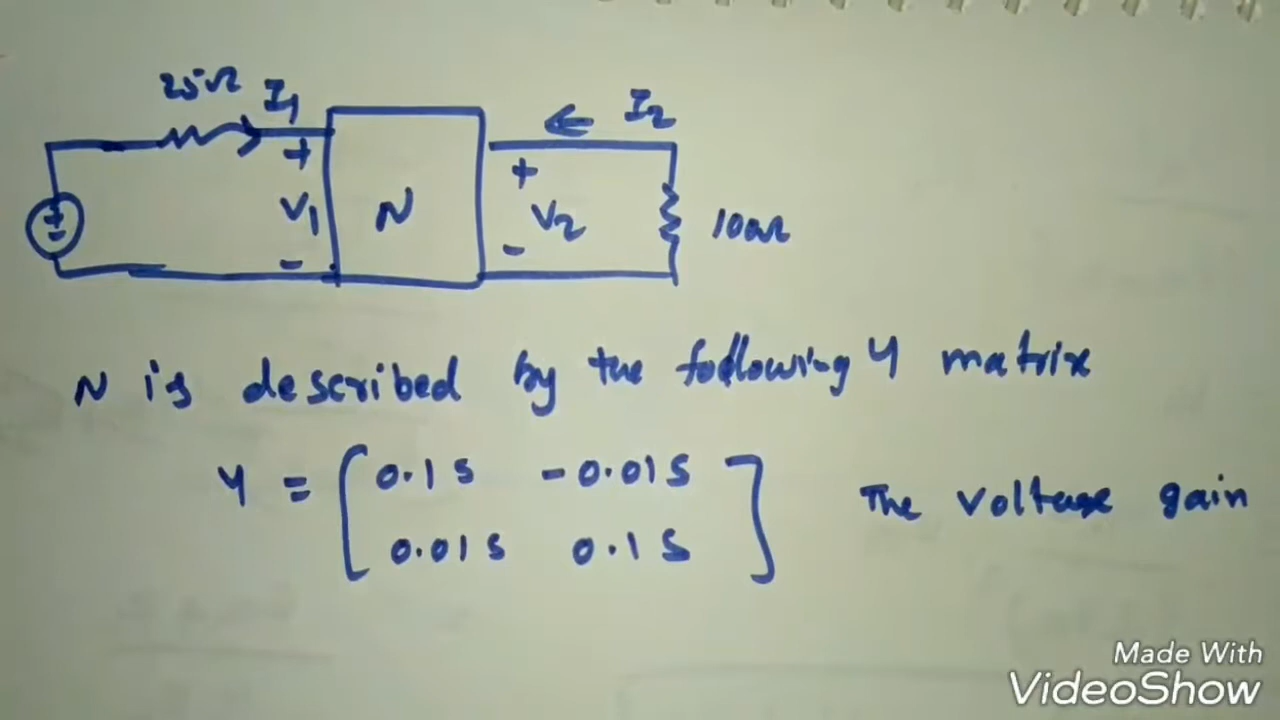 25Ω I1 I2
+ +
V1 N V2 100Ω
- -
N is described by the following Y matrix
Y = [ 0.1 S -0.01 S
0.01 S 0.1 S ] The voltage gain
Made With
VideoShow